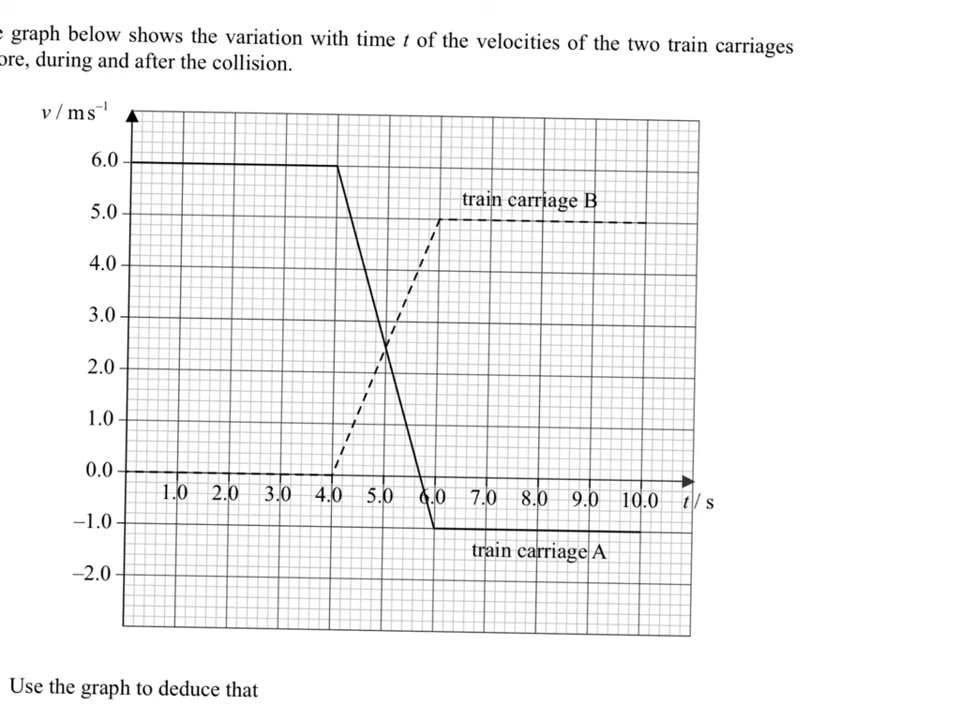 graph below shows the variation with time t of the velocities of the two train carriages
ore, during and after the collision.
v / m s⁻¹
6.0
train carriage B
5.0
4.0
3.0
2.0
1.0
0.0
1.0 2.0 3.0 4.0 5.0 6.0 7.0 8.0 9.0 10.0 t / s
–1.0
train carriage A
–2.0
Use the graph to deduce that